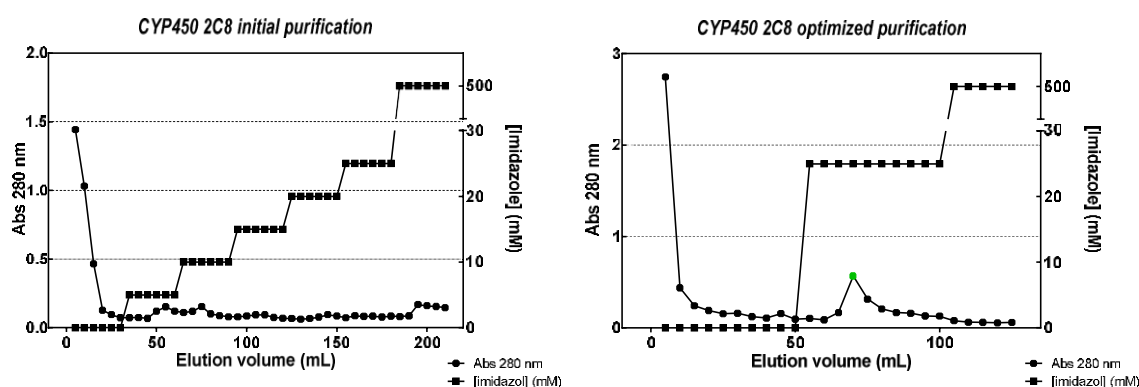 CYP450 2C8 initial purification
2.0
1.5
1.0
0.5
0.0
Abs 280 nm
500
30
20
10
0
[Imidazole] (mM)
0
50
100
150
200
Elution volume (mL)
Abs 280 nm
[imidazol] (mM)
CYP450 2C8 optimized purification
3
2
1
0
Abs 280 nm
500
30
20
10
0
[Imidazole] (mM)
0
50
100
Elution volume (mL)
Abs 280 nm
[imidazol] (mM)